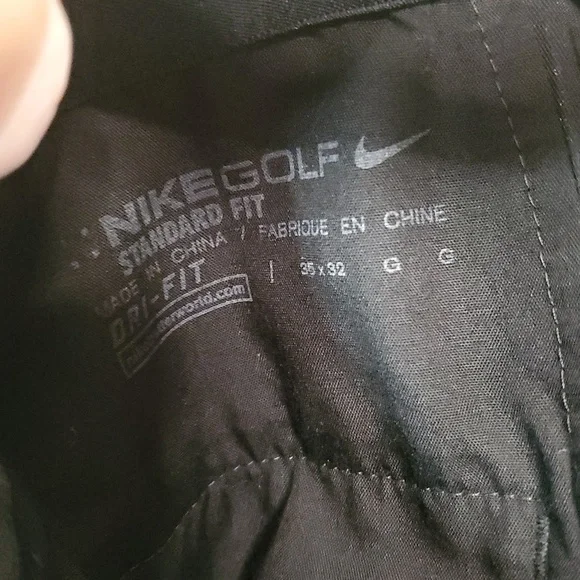 NIKEGOLF
STANDARD FIT
MADE IN CHINA / FABRIQUE EN CHINE
DRI-FIT | 35 x 32 G G